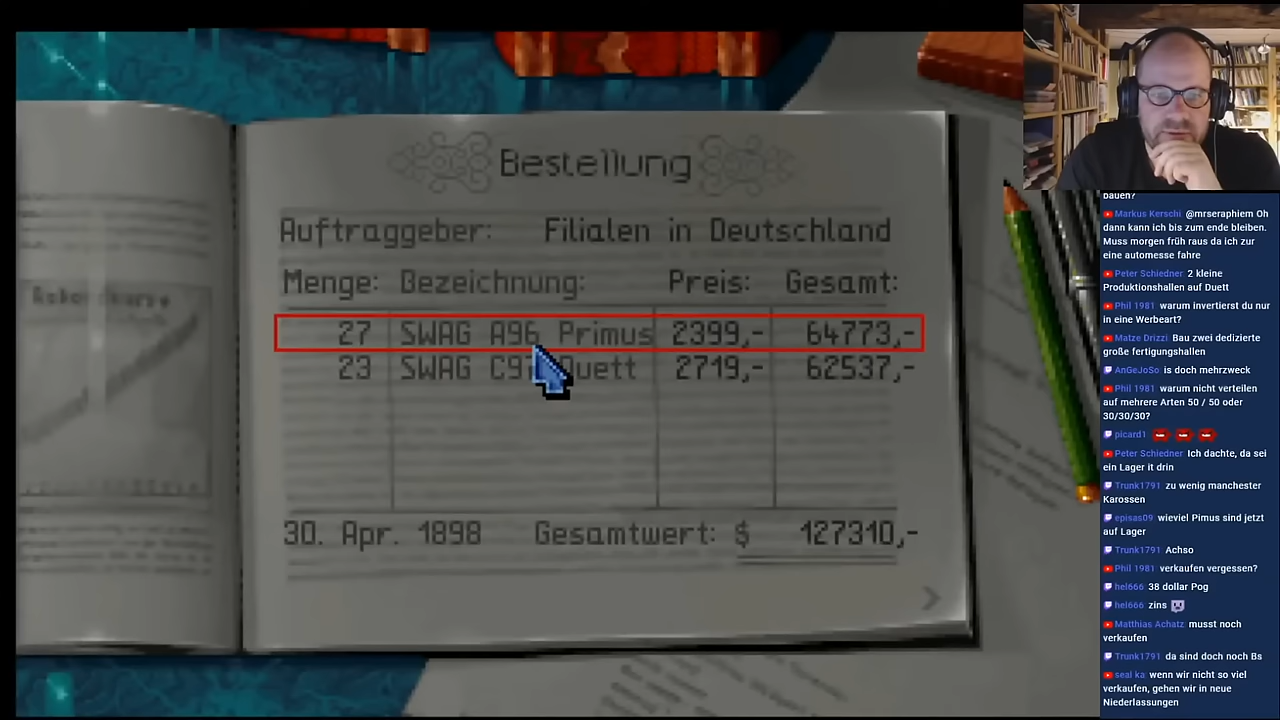 Bestellung
Auftraggeber: Filialen in Deutschland
Menge: Bezeichnung: Preis: Gesamt:
27 SWAG A96 Primus 2399,- 64773,-
23 SWAG C9 Duett 2719,- 62537,-
30. Apr. 1898 Gesamtwert: $ 127310,-
bauen?
Markus Kerschi @mrseraphiem Oh
dann kann ich bis zum ende bleiben.
Muss morgen früh raus da ich zur
eine automesse fahre
Peter Schiedner 2 kleine
Produktionshallen auf Duett
Phil 1981 warum invertierst du nur
in eine Werbeart?
Matze Drizzi Bau zwei dedizierte
große fertigungshallen
AnGeJoSo is doch mehrzweck
Phil 1981 warum nicht verteilen
auf mehrere Arten 50 / 50 oder
30/30/30?
picard1
Peter Schiedner Ich dachte, da sei
ein Lager it drin
Trunk1791 zu wenig manchester
Karossen
episas09 wieviel Pimus sind jetzt
auf Lager
Trunk1791 Achso
Phil 1981 verkaufen vergessen?
hel666 38 dollar Pog
hel666 zins
Matthias Achatz musst noch
verkaufen
Trunk1791 da sind doch noch Bs
seal ka wenn wir nicht so viel
verkaufen, gehen wir in neue
Niederlassungen